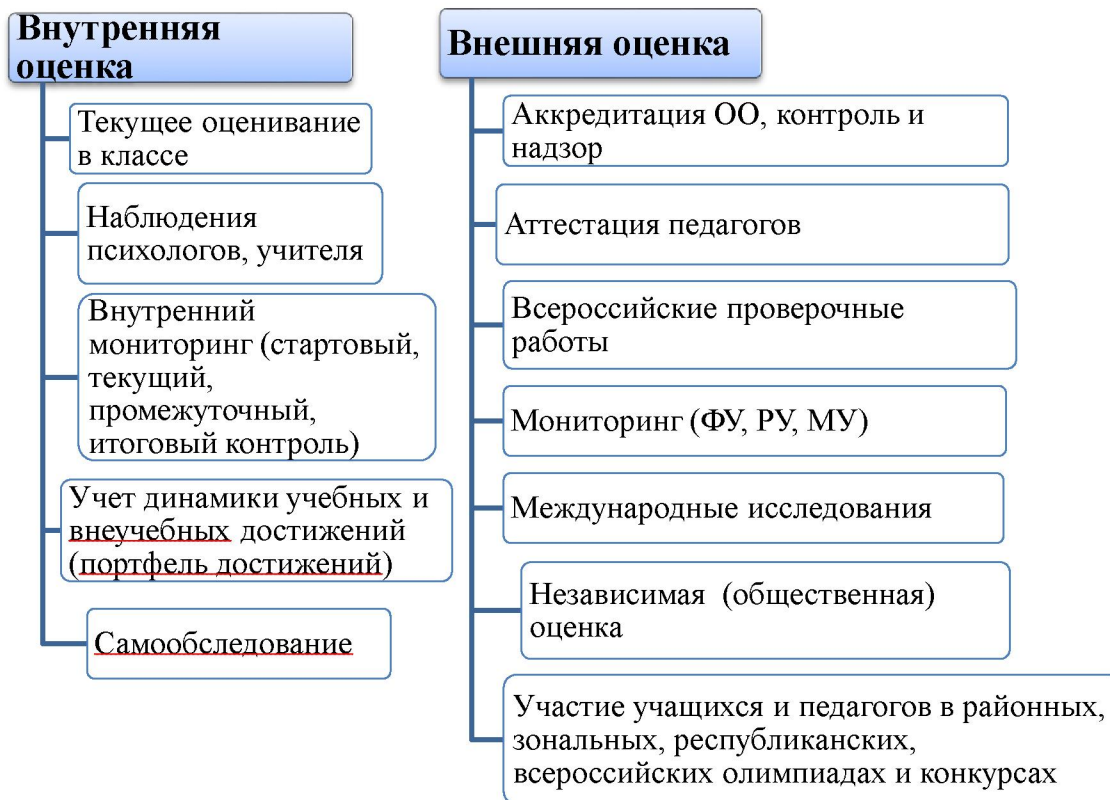 Внутренняя
оценка
Текущее оценивание
в классе
Наблюдения
психологов, учителя
Внутренний
мониторинг (стартовый,
текущий,
промежуточный,
итоговый контроль)
Учет динамики учебных и
внеучебных достижений
(портфель достижений)
Самообследование
Внешняя оценка
Аккредитация ОО, контроль и
надзор
Аттестация педагогов
Всероссийские проверочные
работы
Мониторинг (ФУ, РУ, МУ)
Международные исследования
Независимая (общественная)
оценка
Участие учащихся и педагогов в районных,
зональных, республиканских,
всероссийских олимпиадах и конкурсах